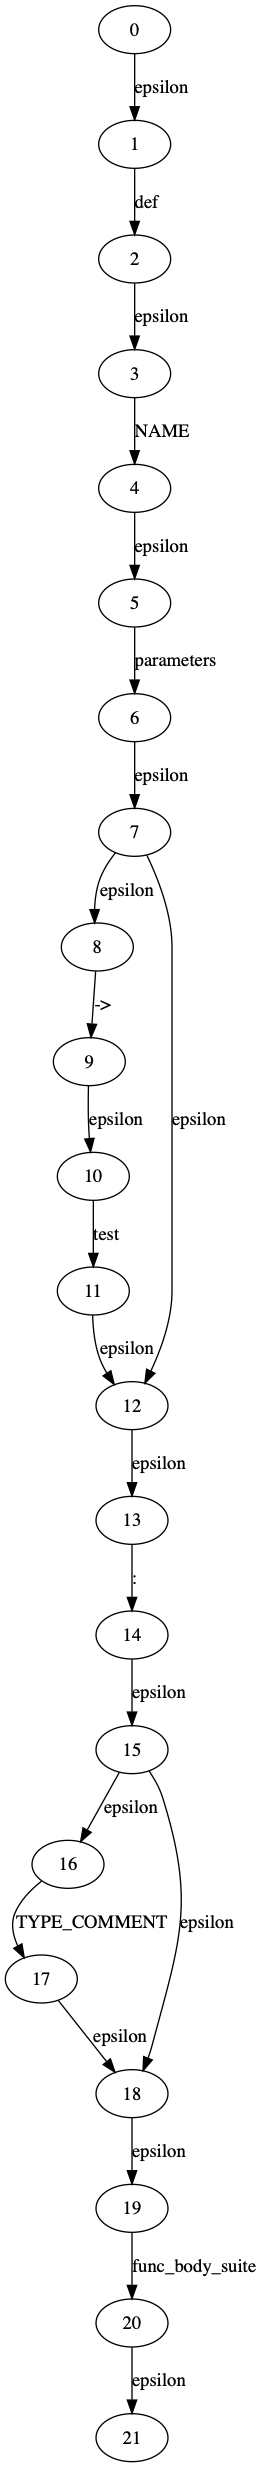 0
epsilon
1
def
2
epsilon
3
NAME
4
epsilon
5
parameters
6
epsilon
7
epsilon
8
->
9
epsilon
epsilon
10
test
11
epsilon
12
epsilon
13
:
14
epsilon
15
epsilon
16
TYPE_COMMENT
epsilon
17
epsilon
18
epsilon
19
func_body_suite
20
epsilon
21